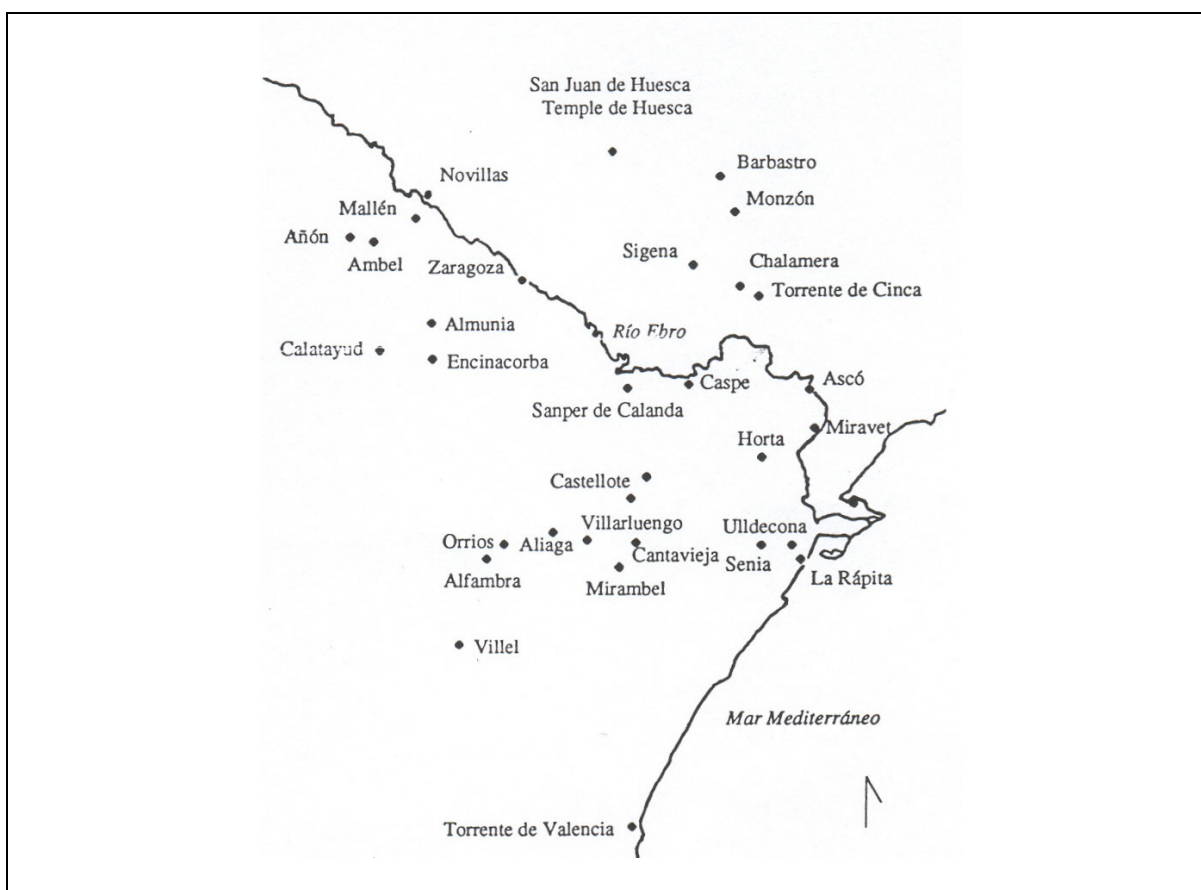 San Juan de Huesca
Temple de Huesca
Barbastro
Novillas
Monzón
Mallén
Añón
Ambel
Sigena
Chalamera
Zaragoza
Torrente de Cinca
Almunia
Río Ebro
Calatayud
Encinacorba
Caspe
Ascó
Sanper de Calanda
Miravet
Horta
Castellote
Villarluengo
Ulldecona
Orrios
Aliaga
Cantavieja
Senia
Alfambra
Mirambel
La Rápita
Villel
Mar Mediterráneo
Torrente de Valencia